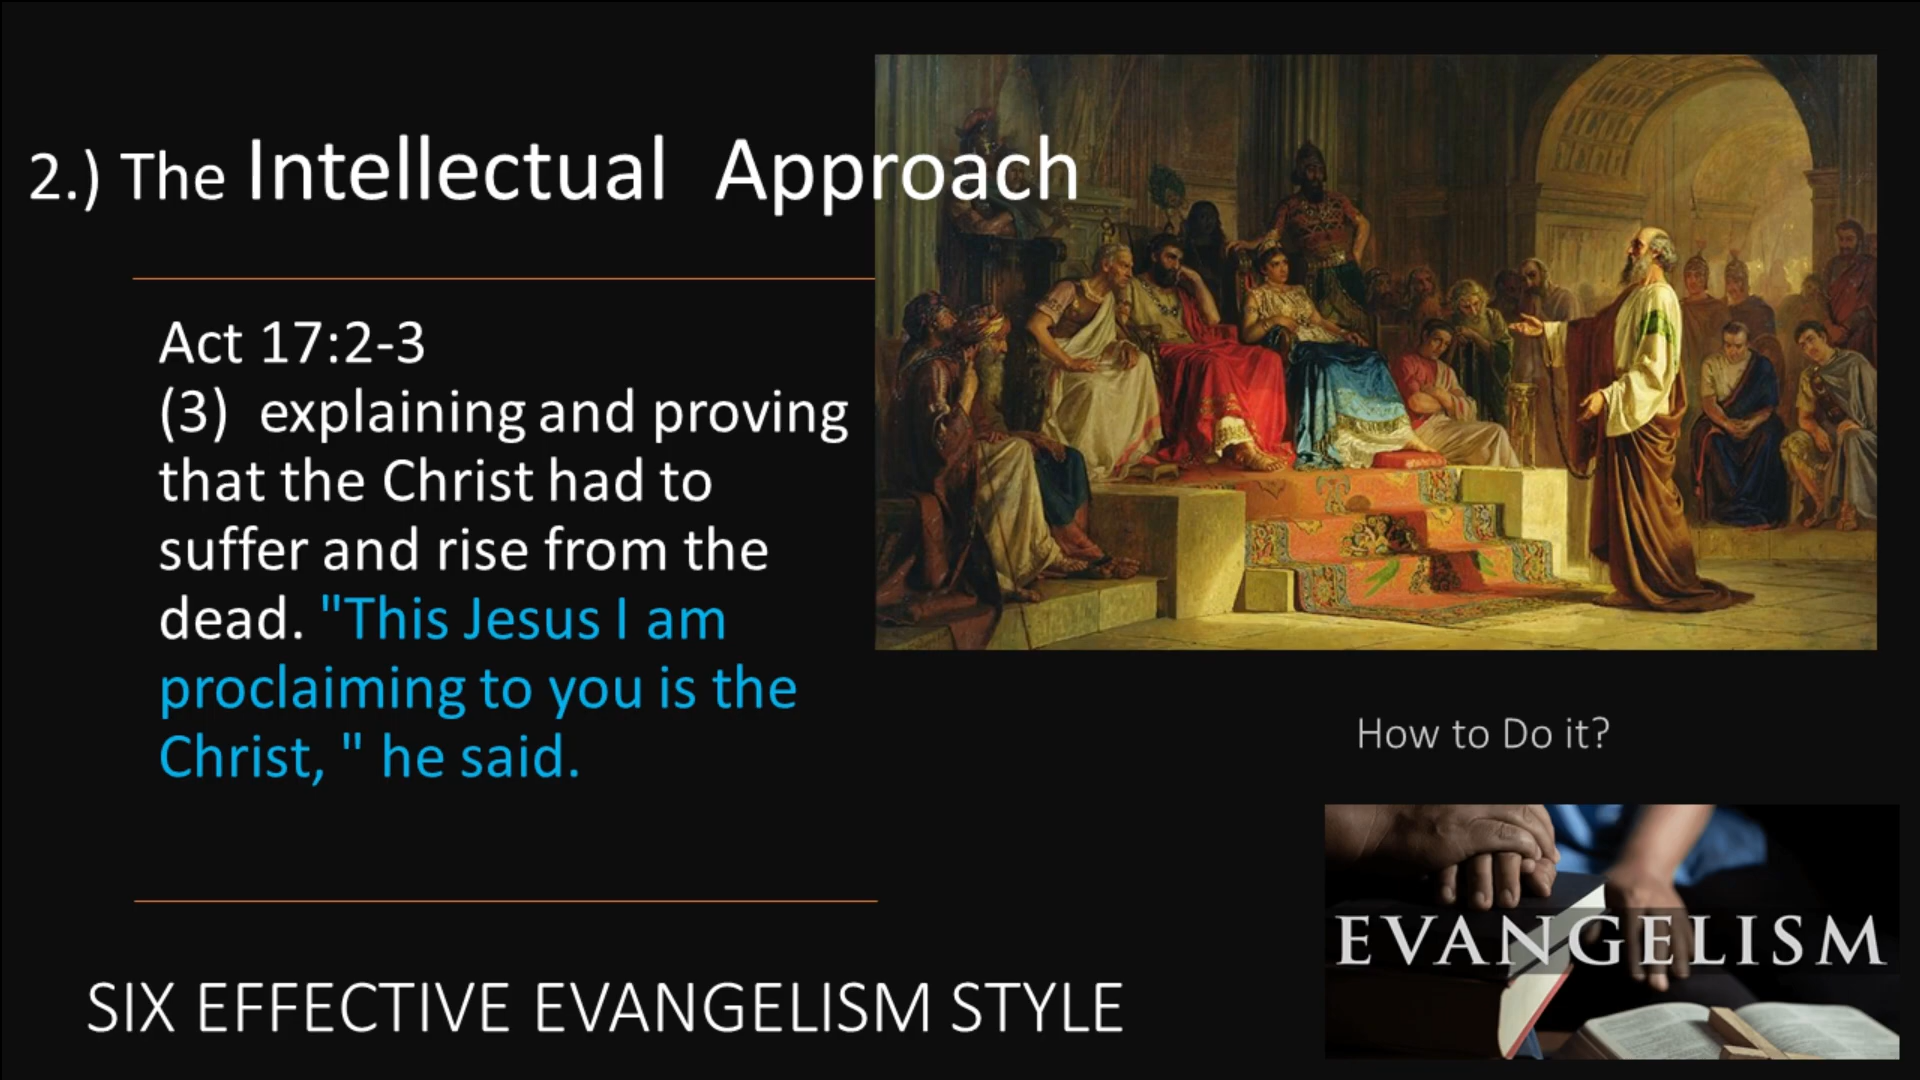 2.) The Intellectual Approach
Act 17:2-3
(3) explaining and proving
that the Christ had to
suffer and rise from the
dead. "This Jesus I am
proclaiming to you is the
Christ, " he said.
How to Do it?
EVANGELISM
SIX EFFECTIVE EVANGELISM STYLE